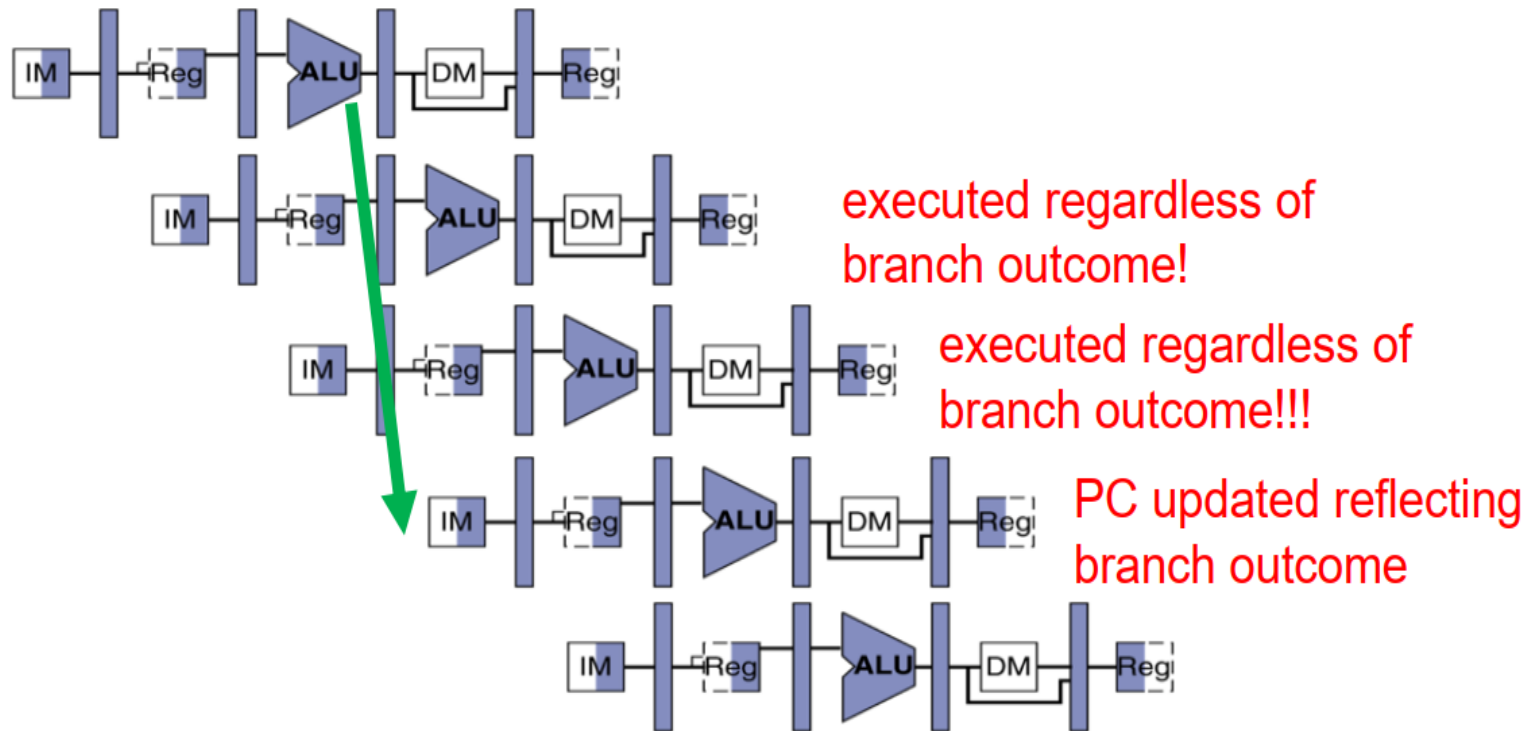 IM Reg ALU DM Reg
IM Reg ALU DM Reg
executed regardless of
branch outcome!
IM Reg ALU DM Reg
executed regardless of
branch outcome!!!
IM Reg ALU DM Reg
PC updated reflecting
branch outcome
IM Reg ALU DM Reg